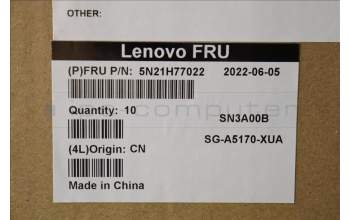 OTHER:
Lenovo FRU
(P)FRU P/N: 5N21H77022 2022-06-05
Quantity: 10
SN3A00B
SG-A5170-XUA
(4L)Origin: CN
Made in China